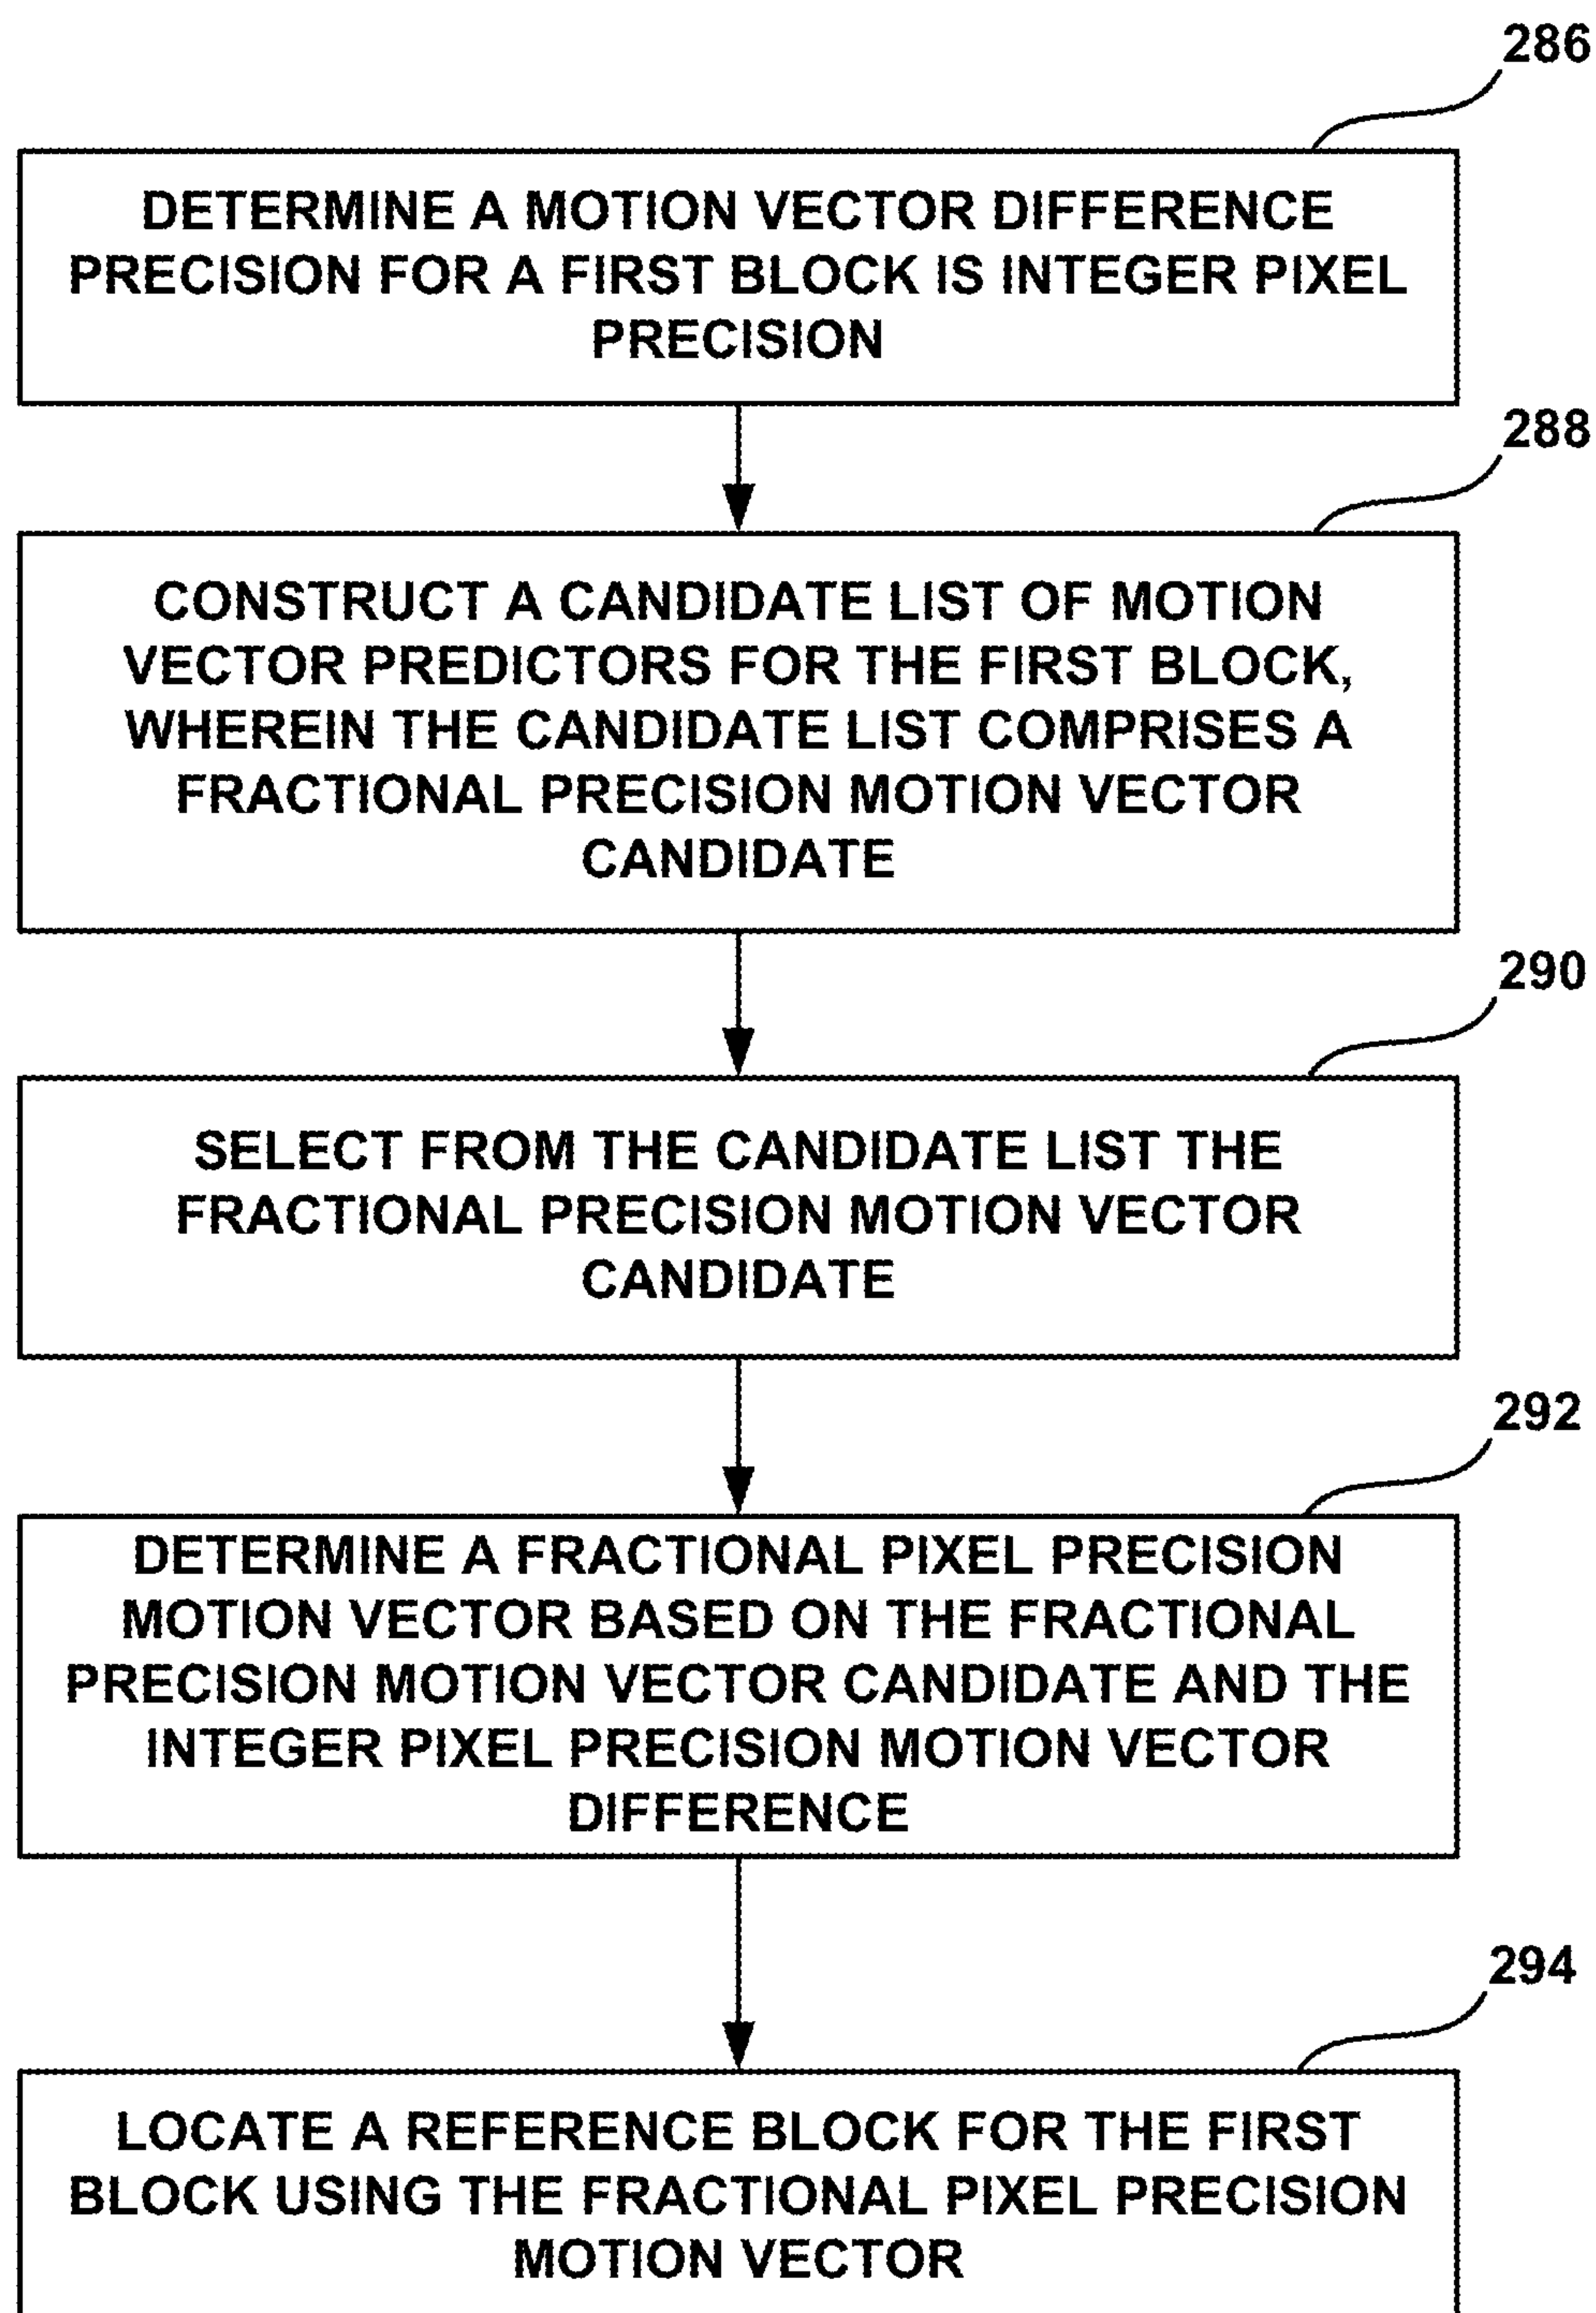 286
DETERMINE A MOTION VECTOR DIFFERENCE
PRECISION FOR A FIRST BLOCK IS INTEGER PIXEL
PRECISION
288
CONSTRUCT A CANDIDATE LIST OF MOTION
VECTOR PREDICTORS FOR THE FIRST BLOCK,
WHEREIN THE CANDIDATE LIST COMPRISES A
FRACTIONAL PRECISION MOTION VECTOR
CANDIDATE
290
SELECT FROM THE CANDIDATE LIST THE
FRACTIONAL PRECISION MOTION VECTOR
CANDIDATE
292
DETERMINE A FRACTIONAL PIXEL PRECISION
MOTION VECTOR BASED ON THE FRACTIONAL
PRECISION MOTION VECTOR CANDIDATE AND THE
INTEGER PIXEL PRECISION MOTION VECTOR
DIFFERENCE
294
LOCATE A REFERENCE BLOCK FOR THE FIRST
BLOCK USING THE FRACTIONAL PIXEL PRECISION
MOTION VECTOR